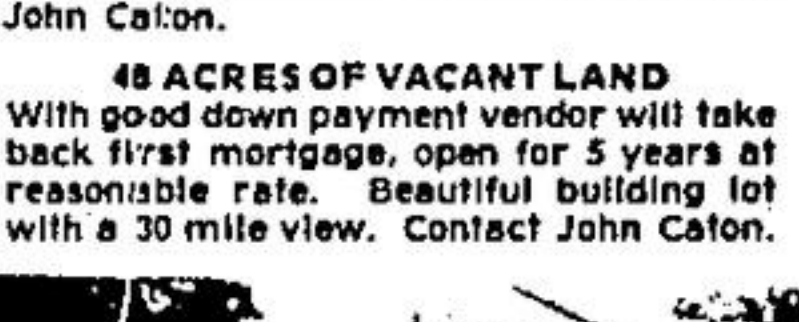 John Caton.
48 ACRES OF VACANT LAND
With good down payment vendor will take
back first mortgage, open for 5 years at
reasonable rate. Beautiful building lot
with a 30 mile view. Contact John Caton.